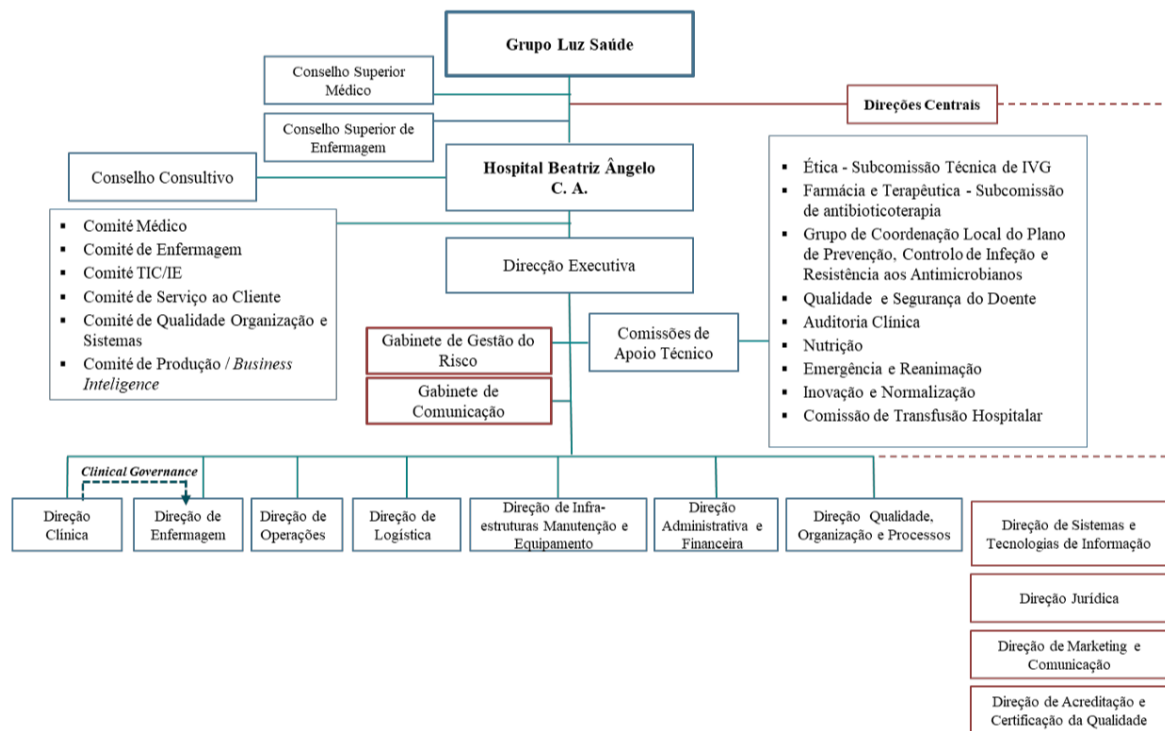 Grupo Luz Saúde
Conselho Superior
Médico
Direções Centrais
Conselho Superior de
Enfermagem
Hospital Beatriz Ângelo
C. A.
Conselho Consultivo
▪ Ética - Subcomissão Técnica de IVG
▪ Farmácia e Terapêutica - Subcomissão
de antibioticoterapia
▪ Grupo de Coordenação Local do Plano
de Prevenção, Controlo de Infeção e
Resistência aos Antimicrobianos
▪ Qualidade e Segurança do Doente
▪ Auditoria Clínica
▪ Nutrição
▪ Emergência e Reanimação
▪ Inovação e Normalização
▪ Comissão de Transfusão Hospitalar
▪ Comité Médico
▪ Comité de Enfermagem
▪ Comité TIC/IE
▪ Comité de Serviço ao Cliente
▪ Comité de Qualidade Organização e
Sistemas
▪ Comité de Produção / Business
Inteligence
Direcção Executiva
Gabinete de Gestão do
Risco
Comissões de
Apoio Técnico
Gabinete de
Comunicação
Clinical Governance
Direção
Clínica
Direção de
Enfermagem
Direção de
Operações
Direção de
Logística
Direção de Infra-
estruturas Manutenção e
Equipamento
Direção
Administrativa e
Financeira
Direção Qualidade,
Organização e Processos
Direção de Sistemas e
Tecnologias de Informação
Direção Jurídica
Direção de Marketing e
Comunicação
Direção de Acreditação e
Certificação da Qualidade